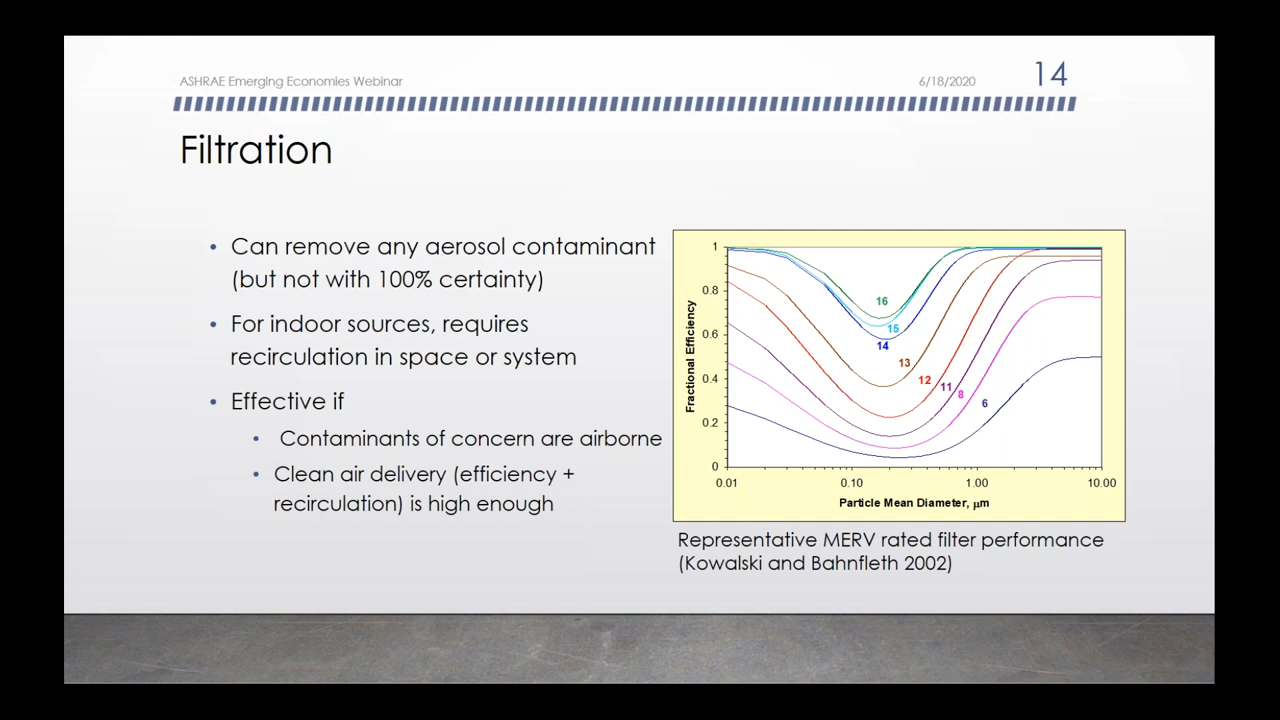 ASHRAE Emerging Economies Webinar
6/18/2020
14
Filtration
• Can remove any aerosol contaminant
(but not with 100% certainty)
• For indoor sources, requires
recirculation in space or system
• Effective if
• Contaminants of concern are airborne
• Clean air delivery (efficiency +
recirculation) is high enough
Fractional Efficiency
1
0.8
0.6
0.4
0.2
0
16
15
14
13
12
11
8
6
0.01
0.10
1.00
10.00
Particle Mean Diameter, µm
Representative MERV rated filter performance
(Kowalski and Bahnfleth 2002)